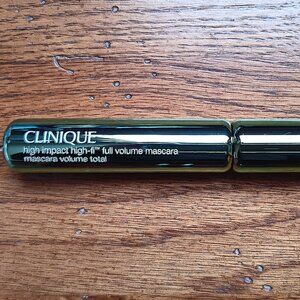 CLINIQUE
high impact high-fi™ full volume mascara
mascara volume total